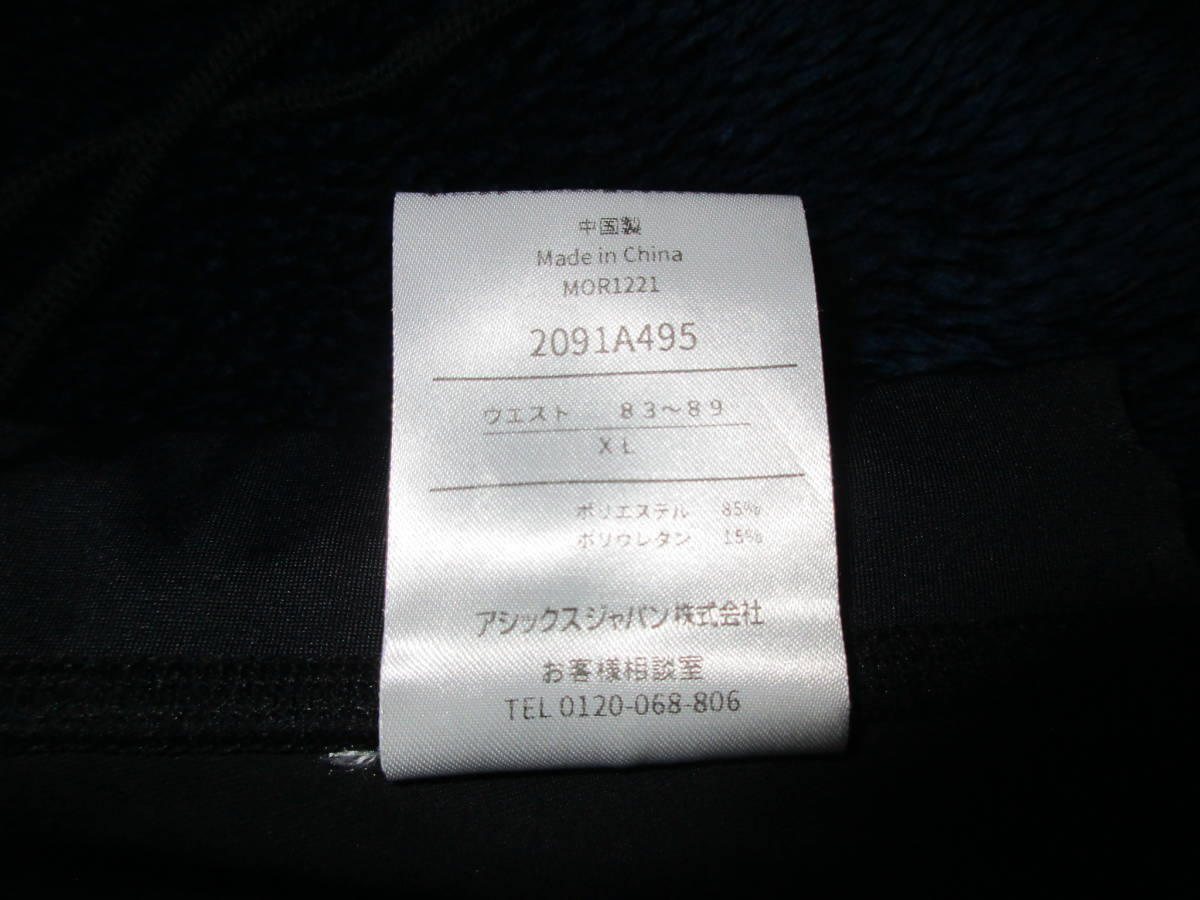 中国製
Made in China
MOR1221
2091A495
ウエスト 83～89
XL
ポリエステル 85%
ポリウレタン 15%
アシックスジャパン株式会社
お客様相談室
TEL 0120-068-806